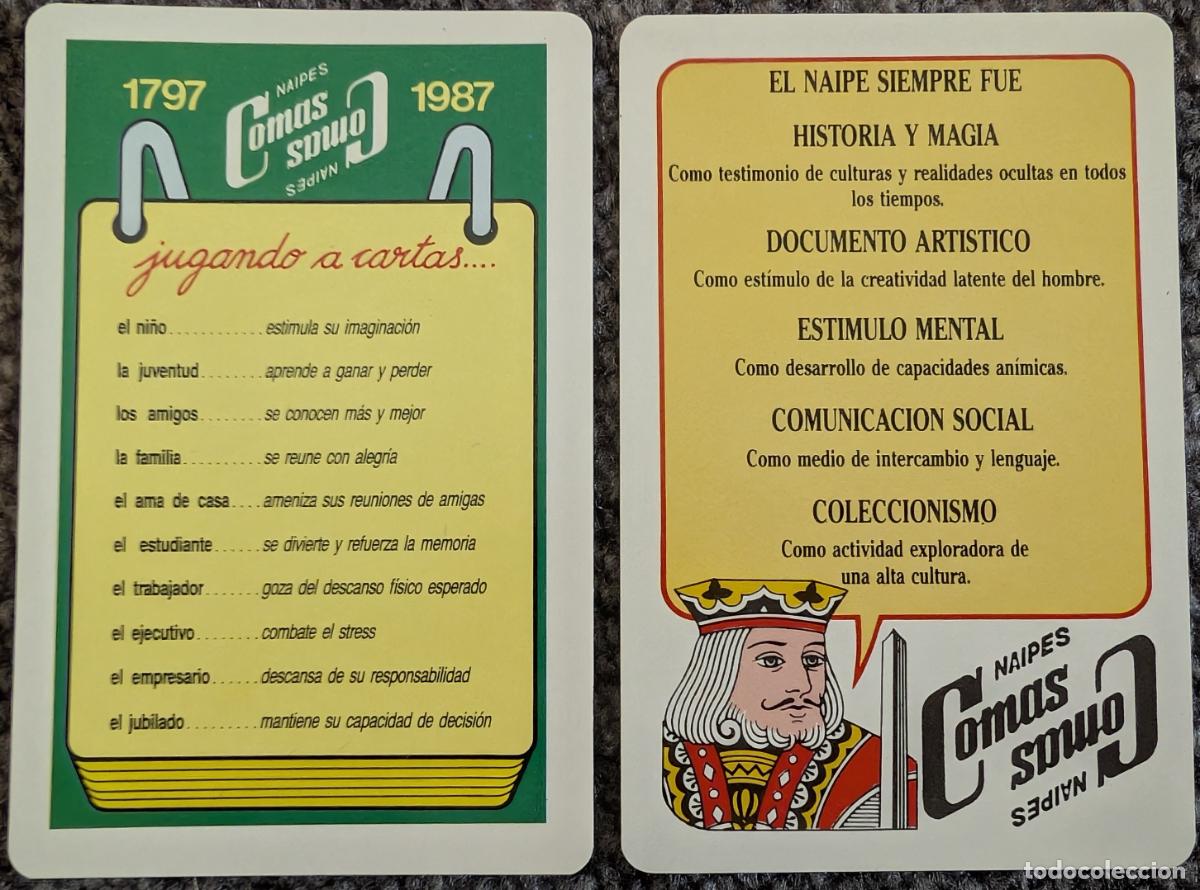 1797
NAIPES
Comas
Comas
NAIPES
1987
jugando a cartas....
el niño............estimula su imaginación
la juventud........aprende a ganar y perder
los amigos.........se conocen más y mejor
la familia............se reune con alegría
el ama de casa....ameniza sus reuniones de amigas
el estudiante......se divierte y refuerza la memoria
el trabajador........goza del descanso físico esperado
el ejecutivo.........combate el stress
el empresario......descansa de su responsabilidad
el jubilado..........mantiene su capacidad de decisión
EL NAIPE SIEMPRE FUE
HISTORIA Y MAGIA
Como testimonio de culturas y realidades ocultas en todos
los tiempos.
DOCUMENTO ARTISTICO
Como estímulo de la creatividad latente del hombre.
ESTIMULO MENTAL
Como desarrollo de capacidades anímicas.
COMUNICACION SOCIAL
Como medio de intercambio y lenguaje.
COLECCIONISMO
Como actividad exploradora de
una alta cultura.
NAIPES
Comas
Comas
NAIPES
todocoleccion